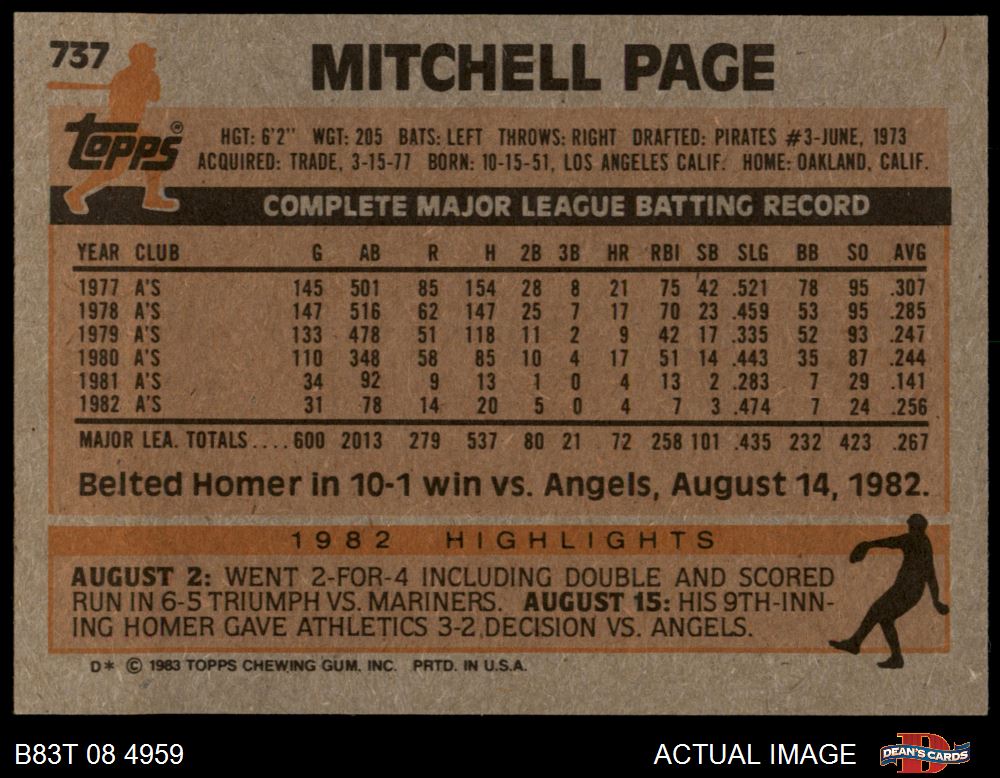 737
MITCHELL PAGE
Topps®
HGT: 6'2" WGT: 205 BATS: LEFT THROWS: RIGHT DRAFTED: PIRATES #3-JUNE, 1973
ACQUIRED: TRADE, 3-15-77 BORN: 10-15-51, LOS ANGELES CALIF. HOME: OAKLAND, CALIF.
COMPLETE MAJOR LEAGUE BATTING RECORD
YEAR CLUB G AB R H 2B 3B HR RBI SB SLG BB SO AVG
1977 A'S 145 501 85 154 28 8 21 75 42 .521 78 95 .307
1978 A'S 147 516 62 147 25 7 17 70 23 .459 53 95 .285
1979 A'S 133 478 51 118 11 2 9 42 17 .335 52 93 .247
1980 A'S 110 348 58 85 10 4 17 51 14 .443 35 87 .244
1981 A'S 34 92 9 13 1 0 4 13 2 .283 7 29 .141
1982 A'S 31 78 14 20 5 0 4 7 3 .474 7 24 .256
MAJOR LEA. TOTALS....600 2013 279 537 80 21 72 258 101 .435 232 423 .267
Belted Homer in 10-1 win vs. Angels, August 14, 1982.
1982 HIGHLIGHTS
AUGUST 2: WENT 2-FOR-4 INCLUDING DOUBLE AND SCORED
RUN IN 6-5 TRIUMPH VS. MARINERS. AUGUST 15: HIS 9TH-INN-
ING HOMER GAVE ATHLETICS 3-2 DECISION VS. ANGELS.
D* © 1983 TOPPS CHEWING GUM, INC. PRTD. IN U.S.A.
B83T 08 4959
ACTUAL IMAGE
DEAN'S CARDS